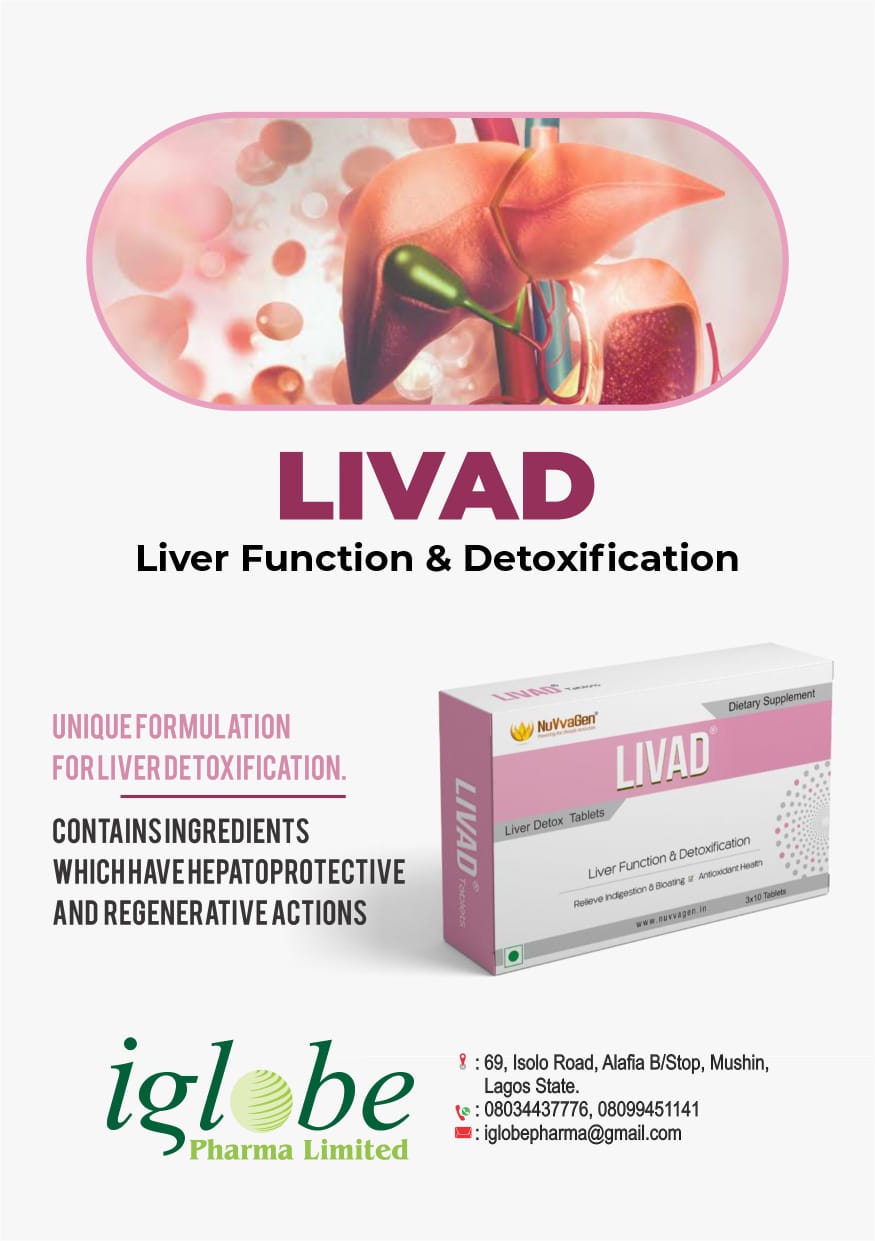 LIVAD
Liver Function & Detoxification
UNIQUE FORMULATION
FOR LIVER DETOXIFICATION.
CONTAINS INGREDIENTS
WHICH HAVE HEPATOPROTECTIVE
AND REGENERATIVE ACTIONS
LIVAD® Tablets
Dietary Supplement
NuVvaGen®
LIVAD®
Liver Detox Tablets
Liver Function & Detoxification
Relieve Indigestion & Bloating Antioxidant Health
3x10 Tablets
www.nuvvagen.in
LIVAD® Tablets
iglobe
Pharma Limited
: 69, Isolo Road, Alafia B/Stop, Mushin,
Lagos State.
: 08034437776, 08099451141
: iglobepharma@gmail.com